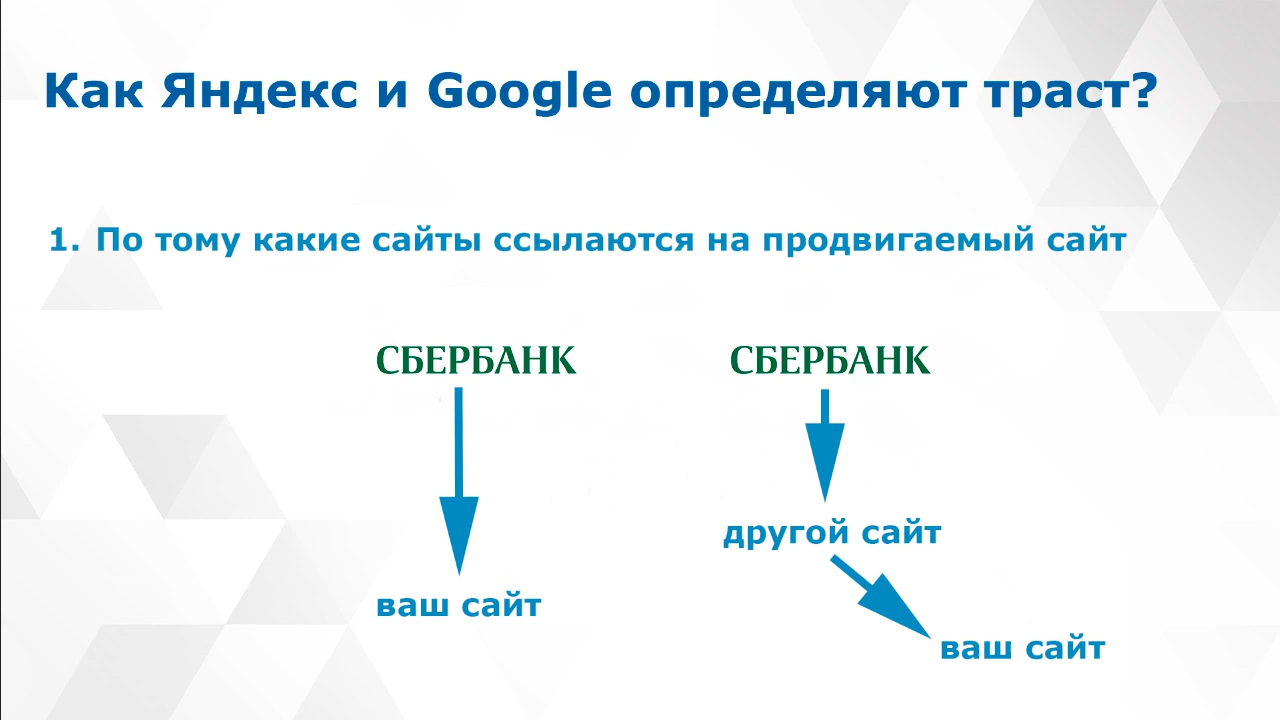 Как Яндекс и Google определяют траст?
1. По тому какие сайты ссылаются на продвигаемый сайт
СБЕРБАНК СБЕРБАНК
другой сайт
ваш сайт
ваш сайт